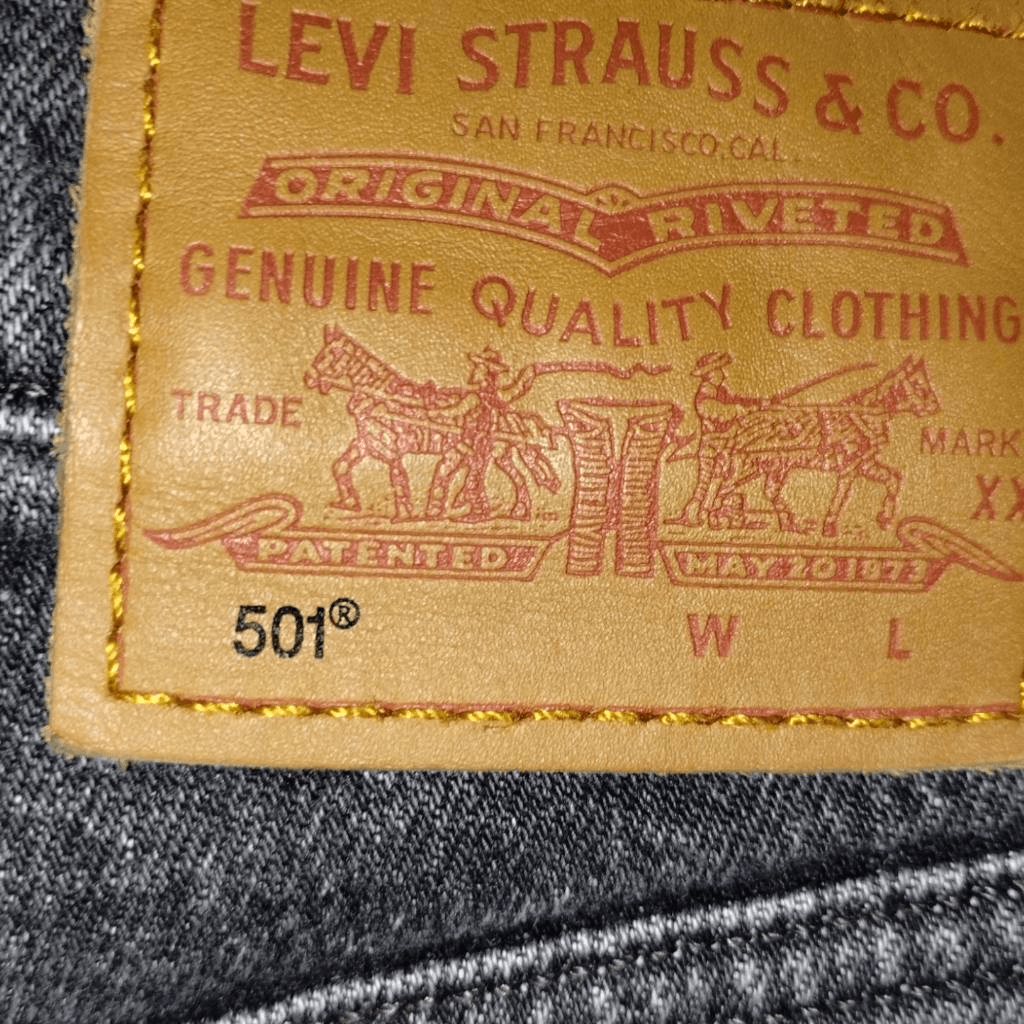 LEVI STRAUSS & CO.
SAN FRANCISCO, CAL.
ORIGINAL RIVETED
GENUINE QUALITY CLOTHING
TRADE MARK
XX
PATENTED MAY 20 1873
501® W L